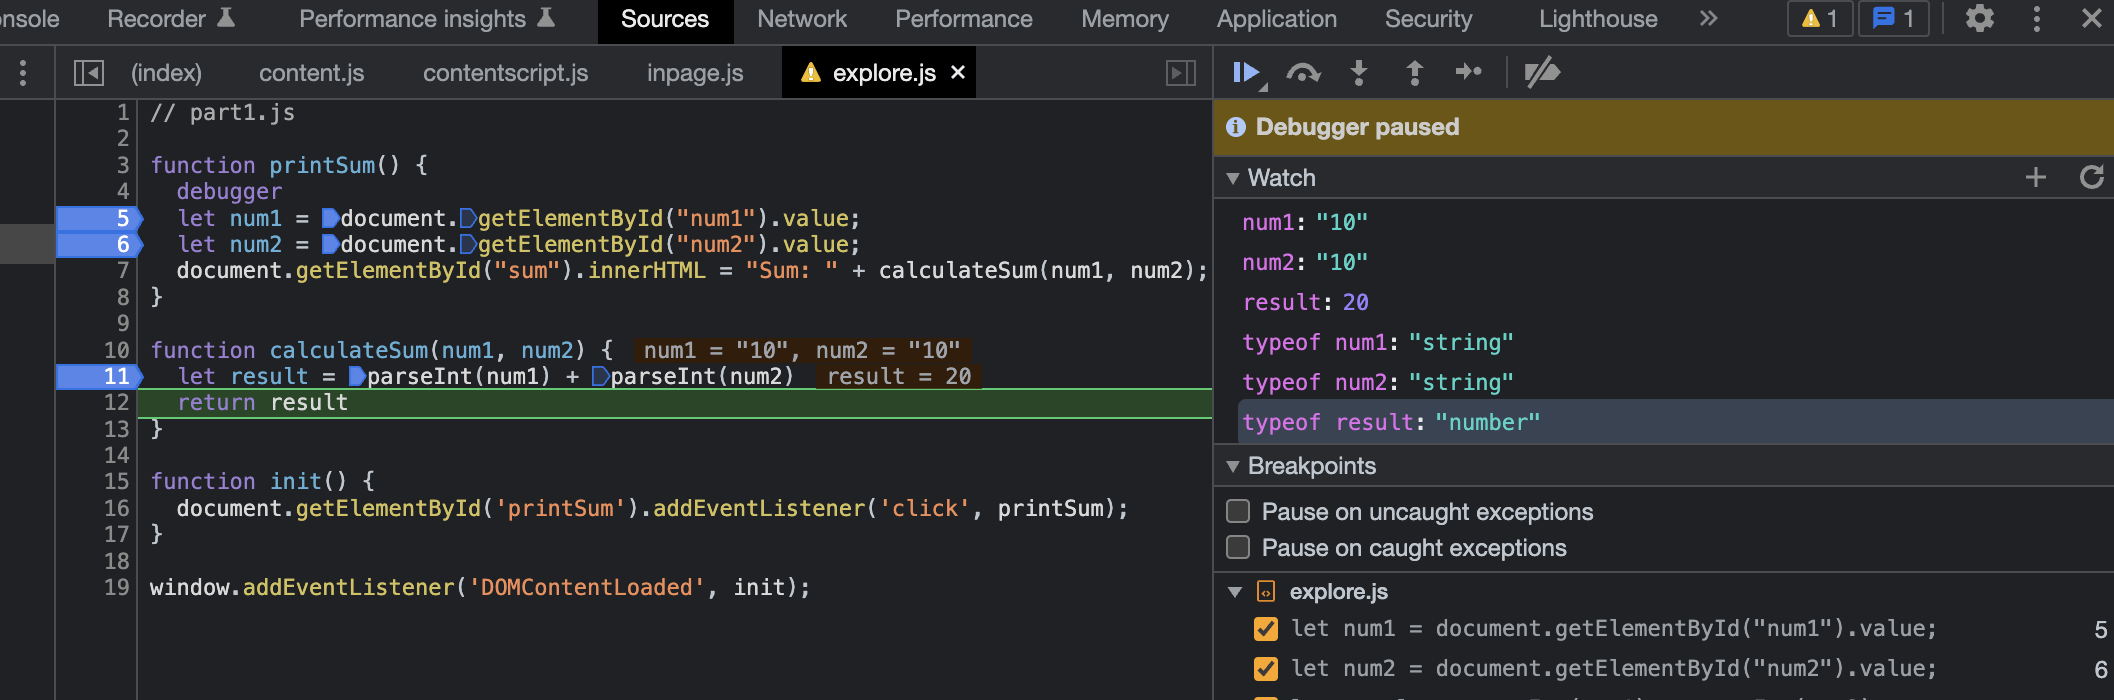 onsole Recorder Performance insights Sources Network Performance Memory Application Security Lighthouse » 1 1
(index) content.js contentscript.js inpage.js explore.js ×
1 // part1.js
2
3 function printSum() {
4 debugger
5 let num1 = document.getElementById("num1").value;
6 let num2 = document.getElementById("num2").value;
7 document.getElementById("sum").innerHTML = "Sum: " + calculateSum(num1, num2);
8 }
9
10 function calculateSum(num1, num2) { num1 = "10", num2 = "10"
11 let result = parseInt(num1) + parseInt(num2) result = 20
12 return result
13 }
14
15 function init() {
16 document.getElementById('printSum').addEventListener('click', printSum);
17 }
18
19 window.addEventListener('DOMContentLoaded', init);
Debugger paused
Watch
num1: "10"
num2: "10"
result: 20
typeof num1: "string"
typeof num2: "string"
typeof result: "number"
Breakpoints
Pause on uncaught exceptions
Pause on caught exceptions
explore.js
let num1 = document.getElementById("num1").value; 5
let num2 = document.getElementById("num2").value; 6